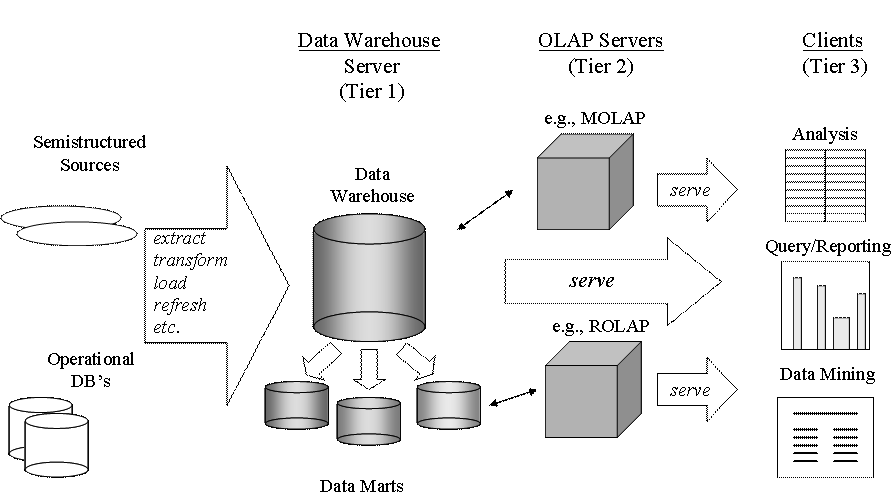 Data Warehouse
Server
(Tier 1)
OLAP Servers
(Tier 2)
Clients
(Tier 3)
Semistructured
Sources
extract
transform
load
refresh
etc.
Operational
DB's
Data
Warehouse
Data Marts
e.g., MOLAP
serve
serve
e.g., ROLAP
serve
Analysis
Query/Reporting
Data Mining